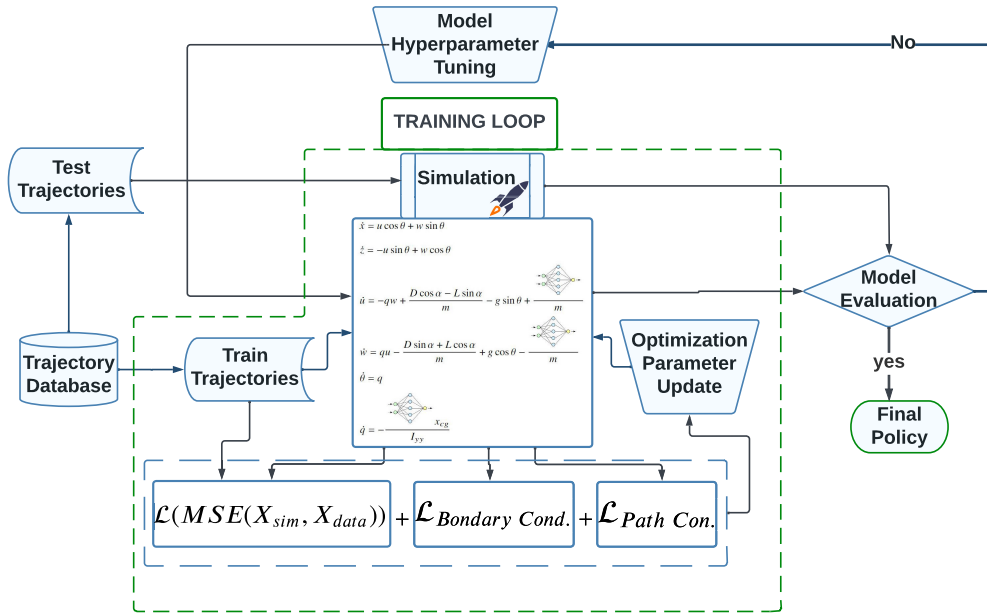 Model
Hyperparameter
Tuning
No
TRAINING LOOP
Test
Trajectories
Simulation
ẋ = u cos θ + w sin θ
ż = −u sin θ + w cos θ
u̇ = −qw + (D cos α − L sin α)/m − g sin θ + /m
ẇ = qu − (D sin α + L cos α)/m + g cos θ − /m
θ̇ = q
q̇ = − x_cg / I_yy
Model
Evaluation
Optimization
Parameter
Update
Trajectory
Database
Train
Trajectories
yes
Final
Policy
ℒ(MSE(X_sim, X_data)) + ℒ_Bondary Cond. + ℒ_Path Con.